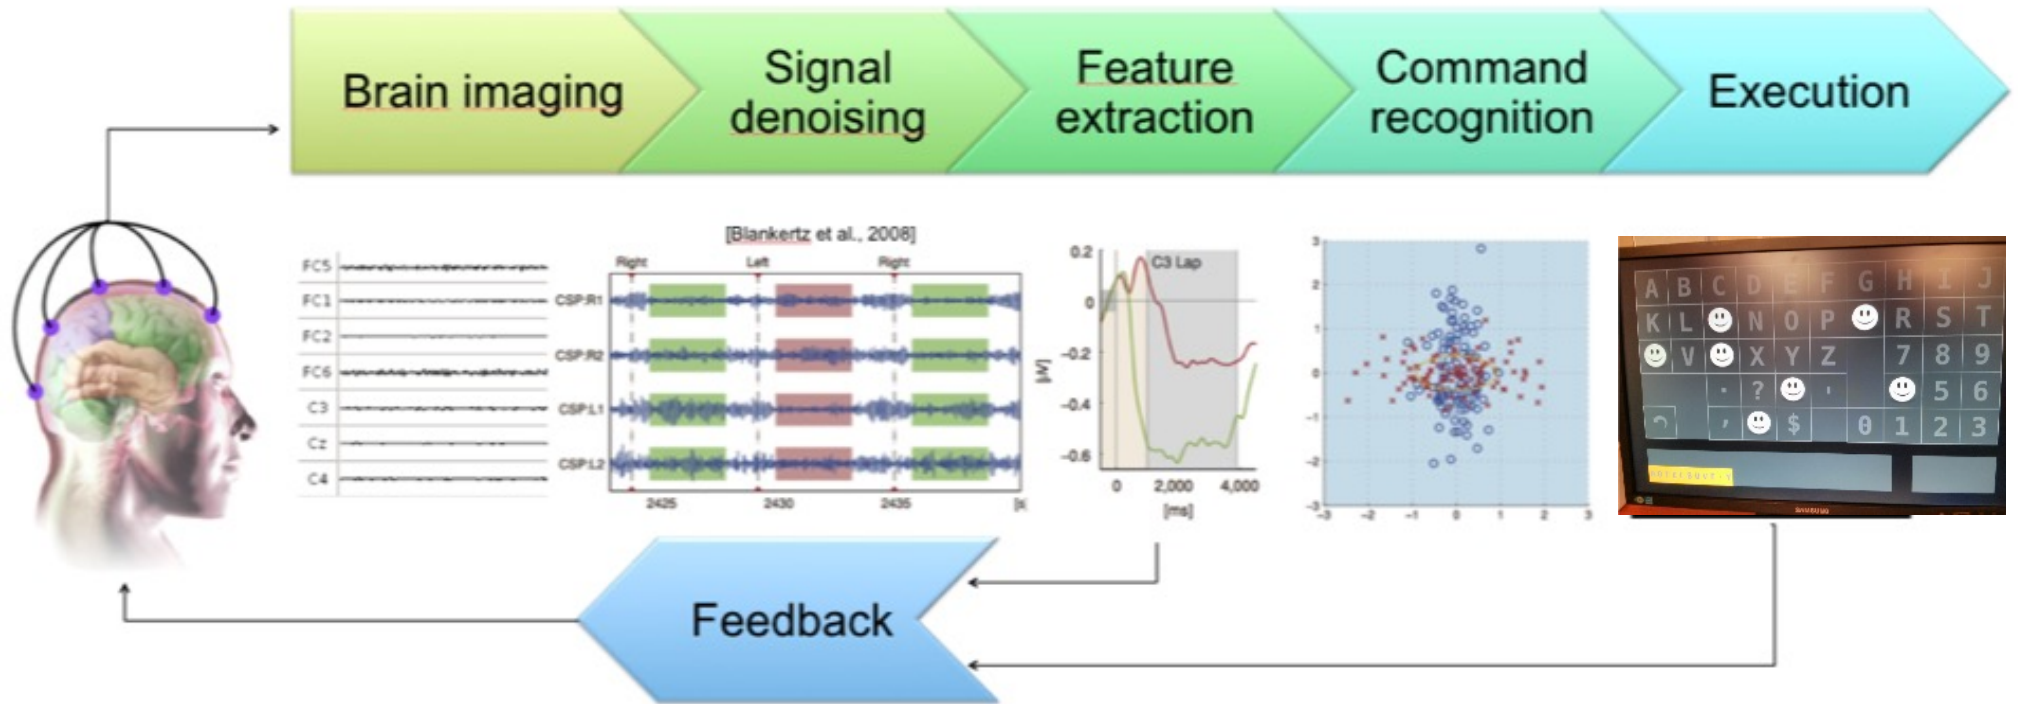 Brain imaging
Signal
denoising
Feature
extraction
Command
recognition
Execution
[Blankertz et al., 2008]
FC5
FC1
FC2
FC6
C3
Cz
C4
Right
Left
Right
CSP:R1
CSP:R2
CSP:L1
CSP:L2
2425
2430
2435
[s
C3 Lap
0.2
0
-0.2
-0.4
-0.6
[µV]
0
2,000
4,000
[ms]
3
2
1
0
-1
-2
-3
-3
-2
-1
0
1
2
3
A B C D E F G H I J
K L N O P R S T
V X Y Z 7 8 9
. ? ' 5 6
, $ 0 1 2 3
SAMSUNG
Feedback